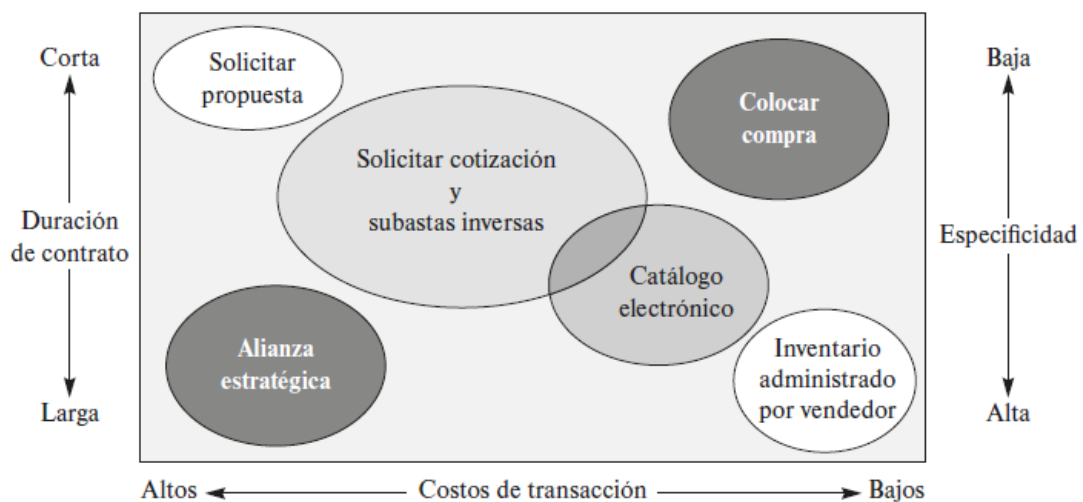 Corta
Duración
de contrato
Larga
Solicitar
propuesta
Solicitar cotización
y
subastas inversas
Colocar
compra
Catálogo
electrónico
Alianza
estratégica
Inventario
administrado
por vendedor
Baja
Especificidad
Alta
Altos
Costos de transacción
Bajos